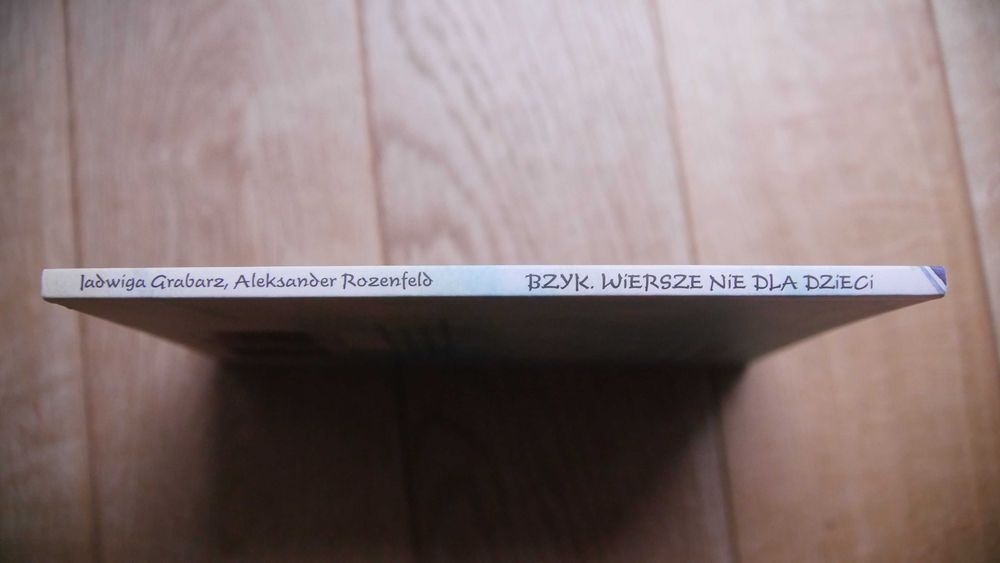 Jadwiga Grabarz, Aleksander Rozenfeld BZYK. WiERSZE NiE DLA DZiECi